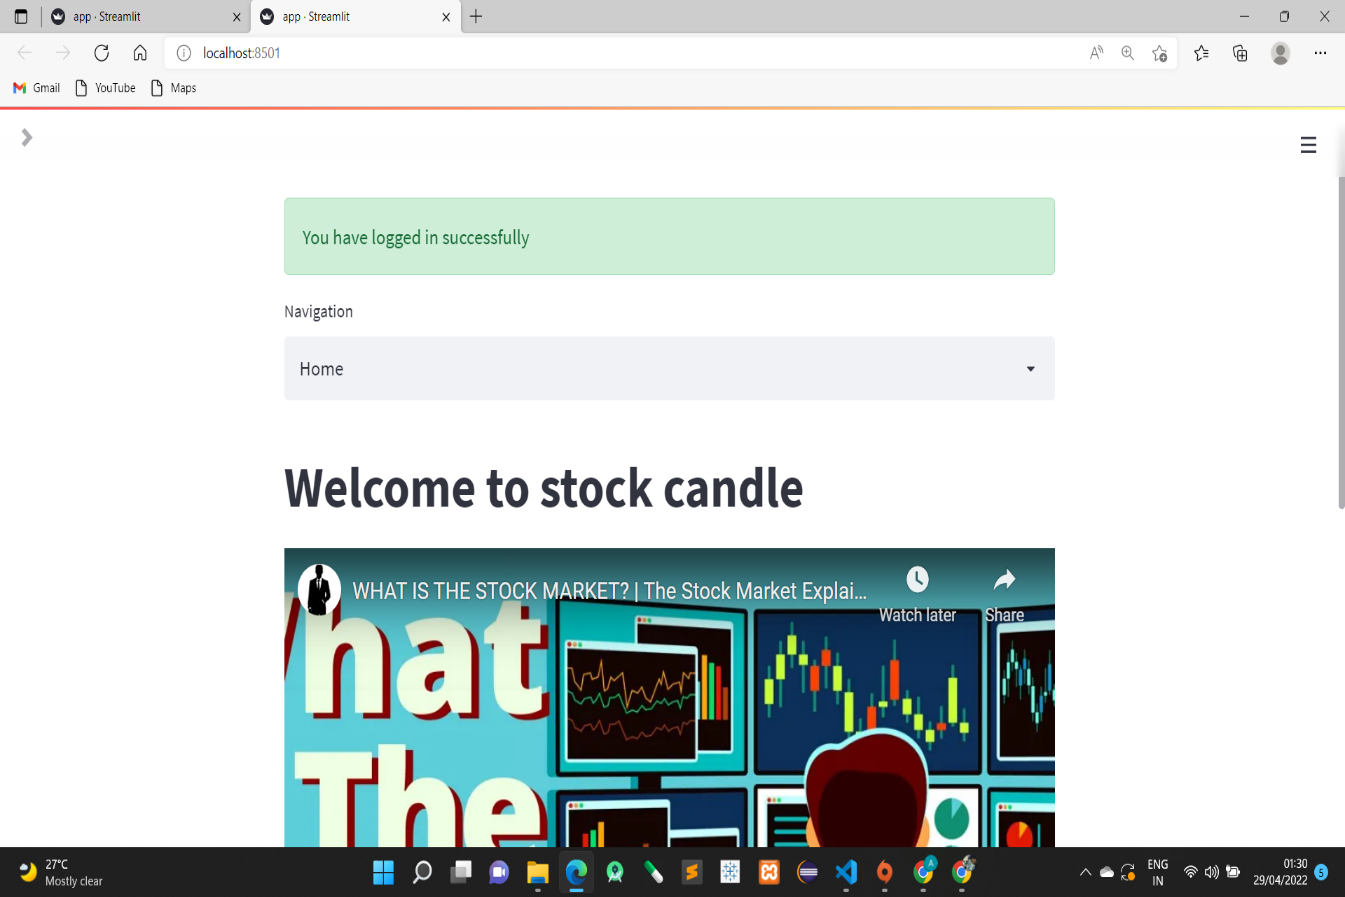 app · Streamlit
app · Streamlit
localhost:8501
Gmail
YouTube
Maps
You have logged in successfully
Navigation
Home
Welcome to stock candle
WHAT IS THE STOCK MARKET? | The Stock Market Explai...
Watch later
Share
What
The
27°C
Mostly clear
A
ENG
IN
01:30
29/04/2022
5